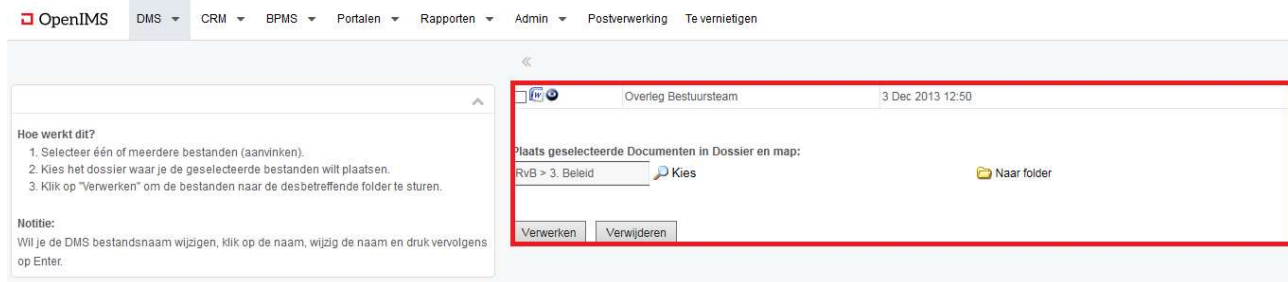 OpenIMS DMS CRM BPMS Portalen Rapporten Admin Postverwerking Te vernietigen
Overleg Bestuursteam 3 Dec 2013 12:50
Hoe werkt dit?
1. Selecteer één of meerdere bestanden (aanvinken).
2. Kies het dossier waar je de geselecteerde bestanden wilt plaatsen.
3. Klik op "Verwerken" om de bestanden naar de desbetreffende folder te sturen.
Notitie:
Wil je de DMS bestandsnaam wijzigen, klik op de naam, wijzig de naam en druk vervolgens
op Enter.
Plaats geselecteerde Documenten in Dossier en map:
RvB > 3. Beleid Kies Naar folder
Verwerken Verwijderen